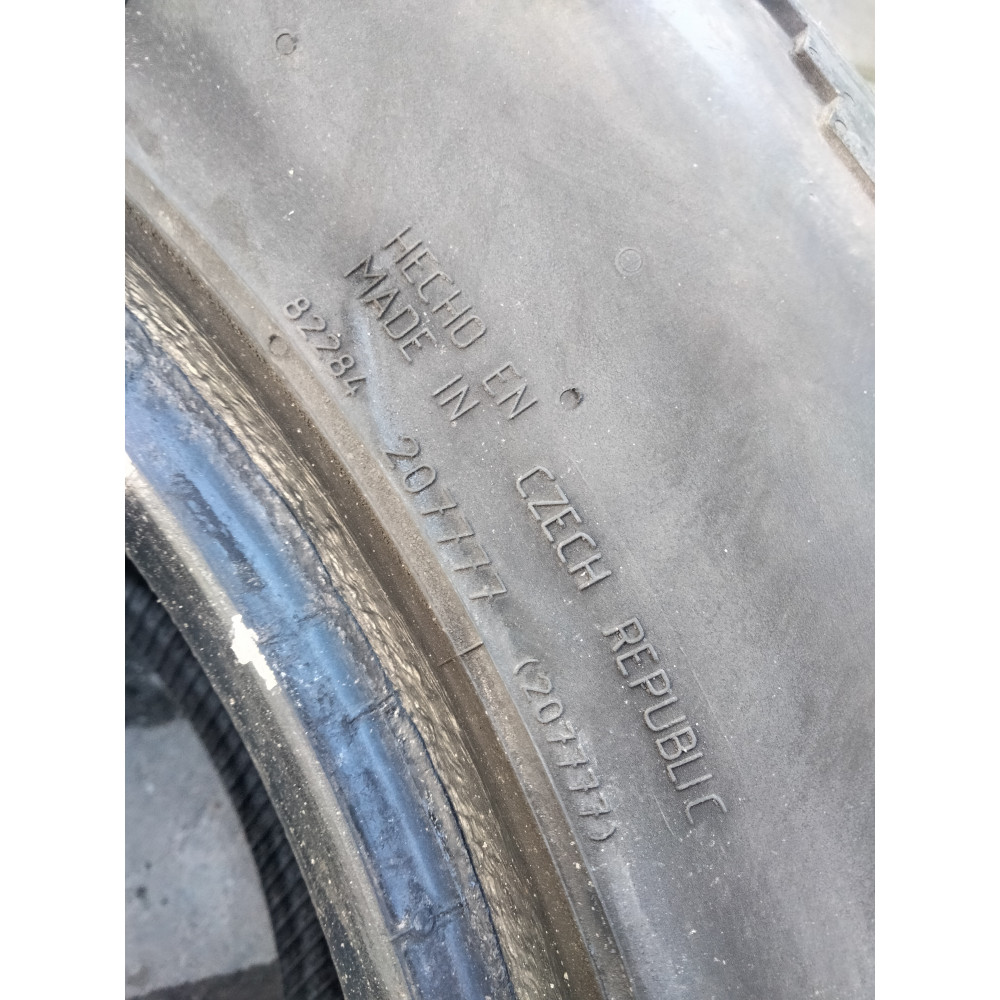 HECHO EN
MADE IN
CZECH REPUBLIC
82284
207777
(207777)